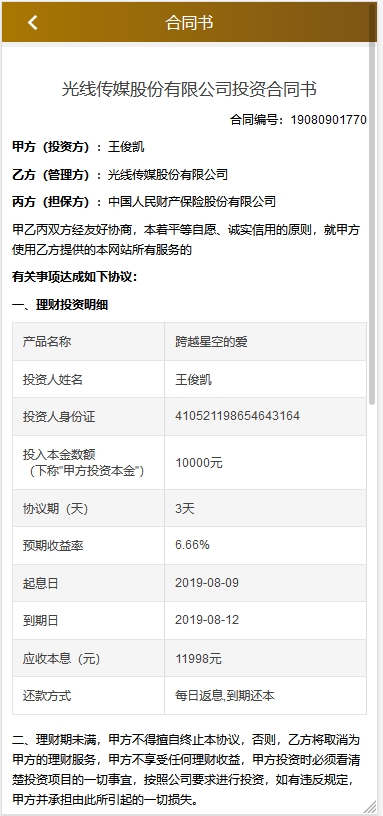 合同书
光线传媒股份有限公司投资合同书
合同编号：19080901770
甲方（投资方）：王俊凯
乙方（管理方）：光线传媒股份有限公司
丙方（担保方）：中国人民财产保险股份有限公司
甲乙丙双方经友好协商，本着平等自愿、诚实信用的原则，就甲方
使用乙方提供的本网站所有服务的
有关事项达成如下协议：
一、理财投资明细
产品名称 跨越星空的爱
投资人姓名 王俊凯
投资人身份证 410521198654643164
投入本金数额
（下称"甲方投资本金"） 10000元
协议期（天） 3天
预期收益率 6.66%
起息日 2019-08-09
到期日 2019-08-12
应收本息（元） 11998元
还款方式 每日返息,到期还本
二、理财期未满，甲方不得擅自终止本协议，否则，乙方将取消为
甲方的理财服务，甲方不享受任何理财收益，甲方投资时必须看清
楚投资项目的一切事宜，按照公司要求进行投资，如有违反规定，
甲方并承担由此所引起的一切损失。